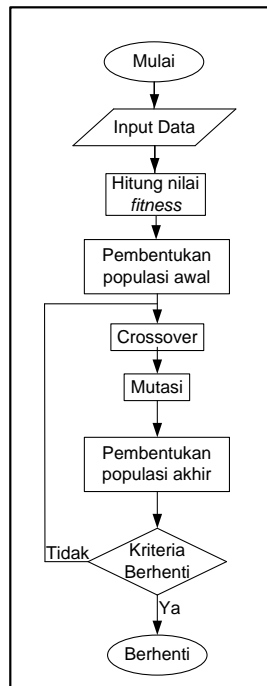 Mulai
Input Data
Hitung nilai
fitness
Pembentukan
populasi awal
Crossover
Mutasi
Pembentukan
populasi akhir
Kriteria
Berhenti
Tidak
Ya
Berhenti